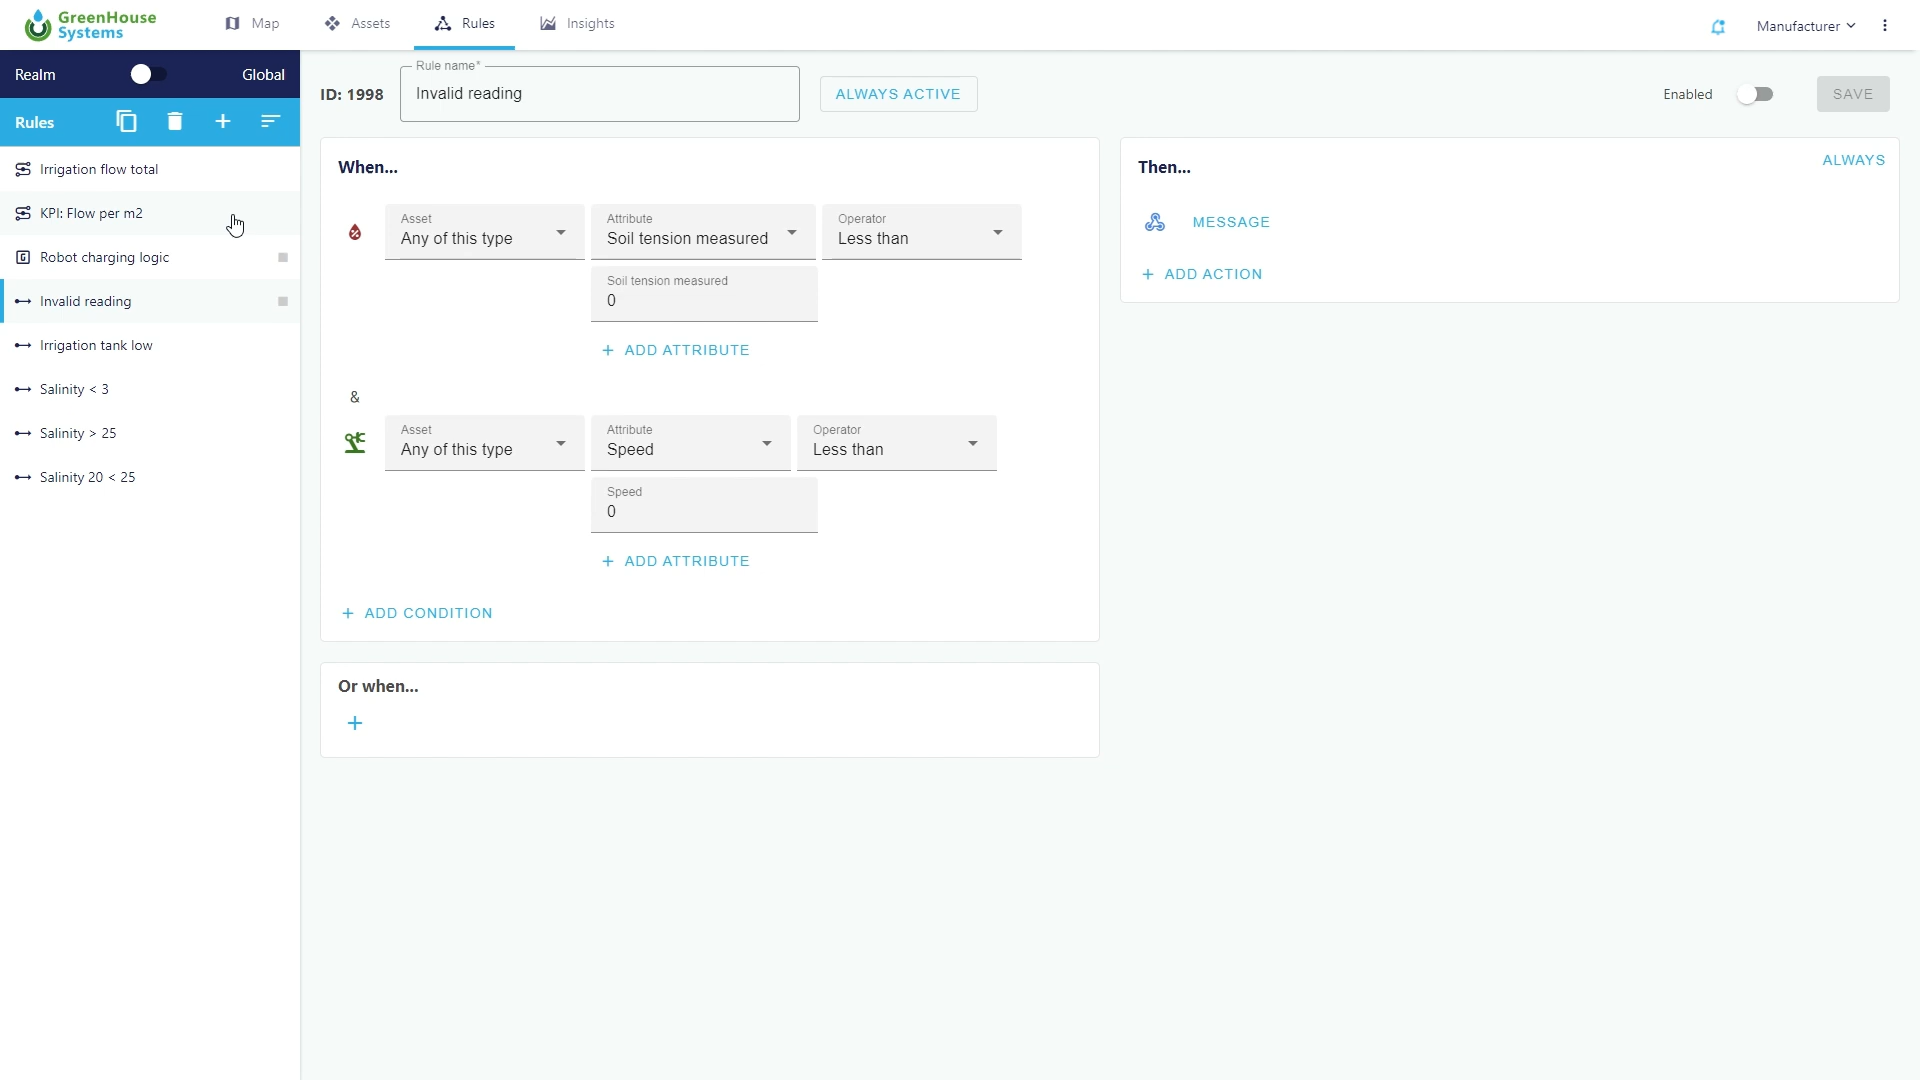 GreenHouse
Systems
Map
Assets
Rules
Insights
Manufacturer
Realm
Global
ID: 1998
Rule name*
Invalid reading
ALWAYS ACTIVE
Enabled
SAVE
Rules
Irrigation flow total
KPI: Flow per m2
Robot charging logic
Invalid reading
Irrigation tank low
Salinity < 3
Salinity > 25
Salinity 20 < 25
When...
Asset
Any of this type
Attribute
Soil tension measured
Operator
Less than
Soil tension measured
0
+ ADD ATTRIBUTE
&
Asset
Any of this type
Attribute
Speed
Operator
Less than
Speed
0
+ ADD ATTRIBUTE
+ ADD CONDITION
Or when...
+
Then...
ALWAYS
MESSAGE
+ ADD ACTION